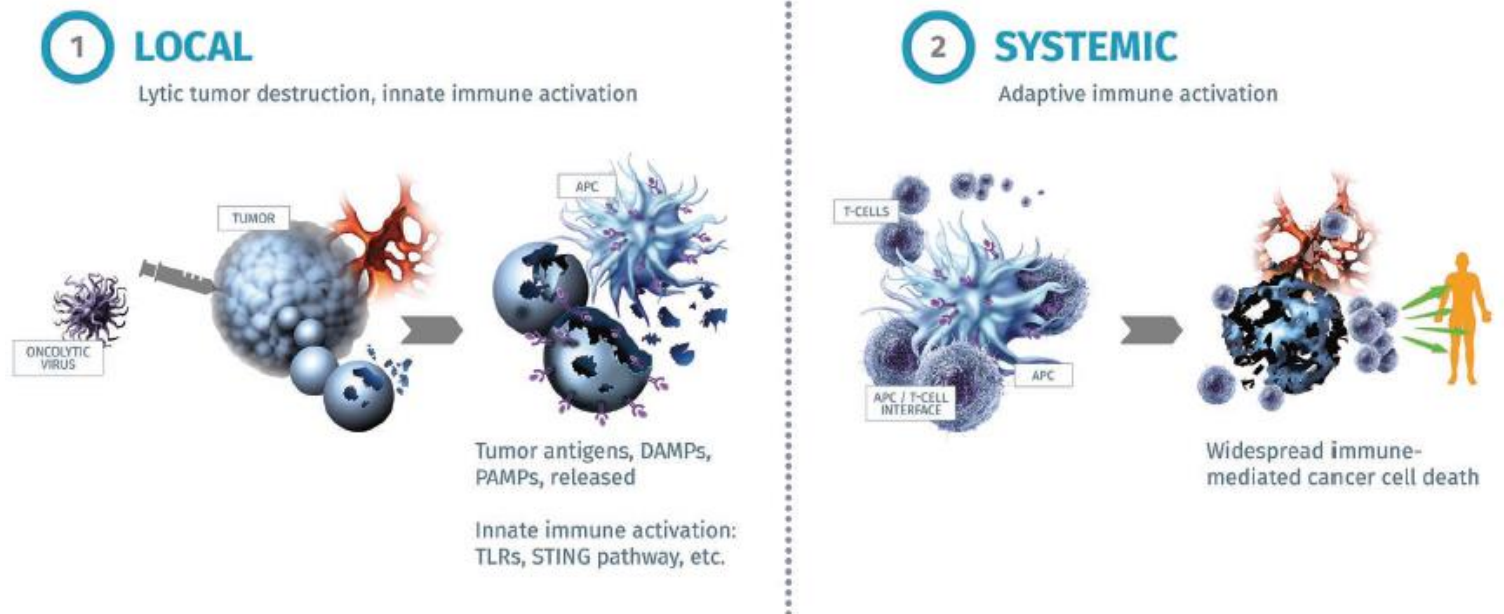 1 LOCAL
Lytic tumor destruction, innate immune activation
ONCOLYTIC
VIRUS
TUMOR
APC
Tumor antigens, DAMPs,
PAMPs, released
Innate immune activation:
TLRs, STING pathway, etc.
2 SYSTEMIC
Adaptive immune activation
T-CELLS
APC / T-CELL
INTERFACE
APC
Widespread immune-
mediated cancer cell death